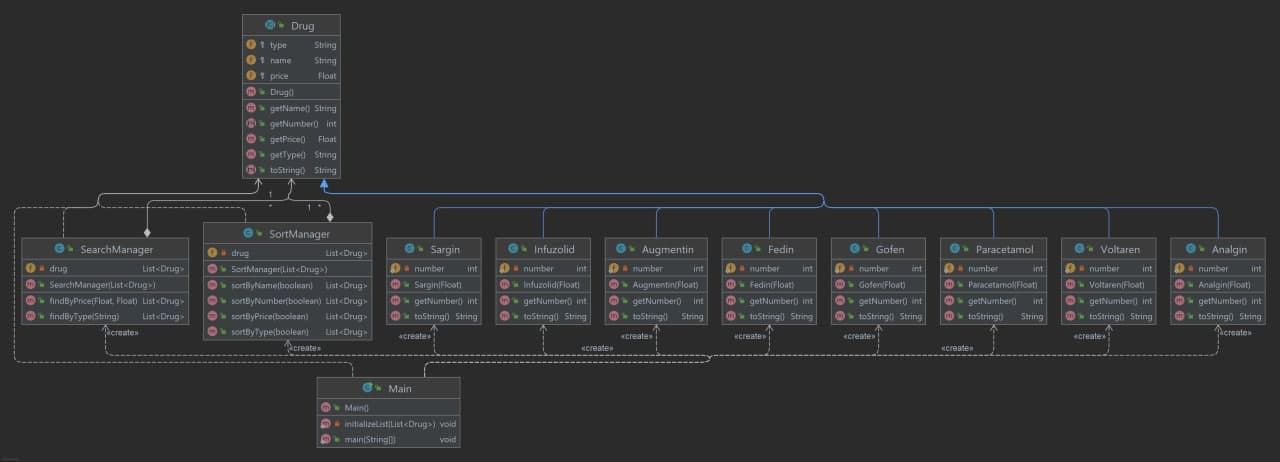 Drug
type String
name String
price Float
Drug()
getName() String
getNumber() int
getPrice() Float
getType() String
toString() String
1
*
1 *
SearchManager
drug List<Drug>
SearchManager(List<Drug>)
findByPrice(Float, Float) List<Drug>
findByType(String) List<Drug>
SortManager
drug List<Drug>
SortManager(List<Drug>)
sortByName(boolean) List<Drug>
sortByNymber(boolean) List<Drug>
sortByPrice(boolean) List<Drug>
sortByType(boolean) List<Drug>
Sargin
number int
Sargin(Float)
getNumber() int
toString() String
Infuzolid
number int
Infuzolid(Float)
getNumber() int
toString() String
Augmentin
number int
Augmentin(Float)
getNumber() int
toString() String
Fedin
number int
Fedin(Float)
getNumber() int
toString() String
Gofen
number int
Gofen(Float)
getNumber() int
toString() String
Paracetamol
number int
Paracetamol(Float)
getNumber() int
toString() String
Voltaren
number int
Voltaren(Float)
getNumber() int
toString() String
Analgin
number int
Analgin(Float)
getNumber() int
toString() String
«create»
«create»
«create»
«create»
«create»
«create»
«create»
«create»
«create»
«create»
Main
Main()
initializeList(List<Drug>) void
main(String[]) void